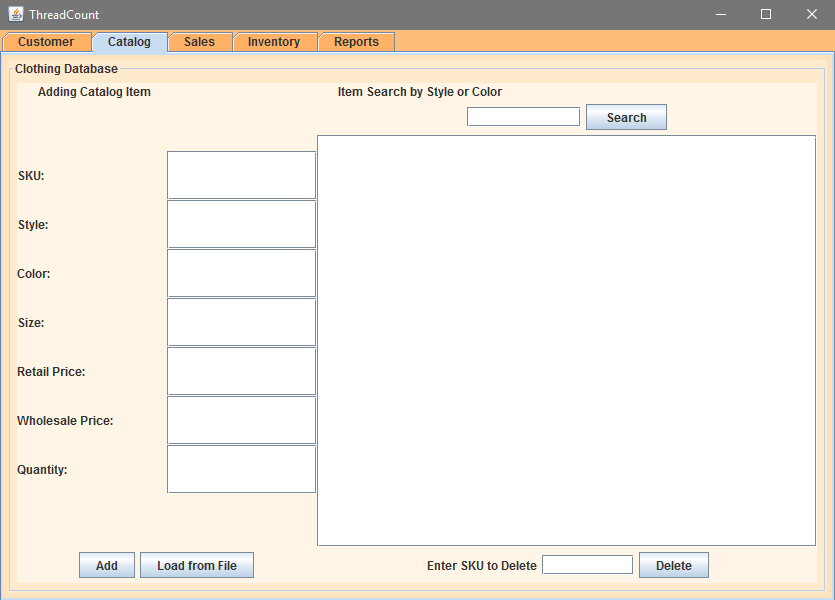 ThreadCount
Customer Catalog Sales Inventory Reports
Clothing Database
Adding Catalog Item Item Search by Style or Color
Search
SKU:
Style:
Color:
Size:
Retail Price:
Wholesale Price:
Quantity:
Add Load from File Enter SKU to Delete Delete